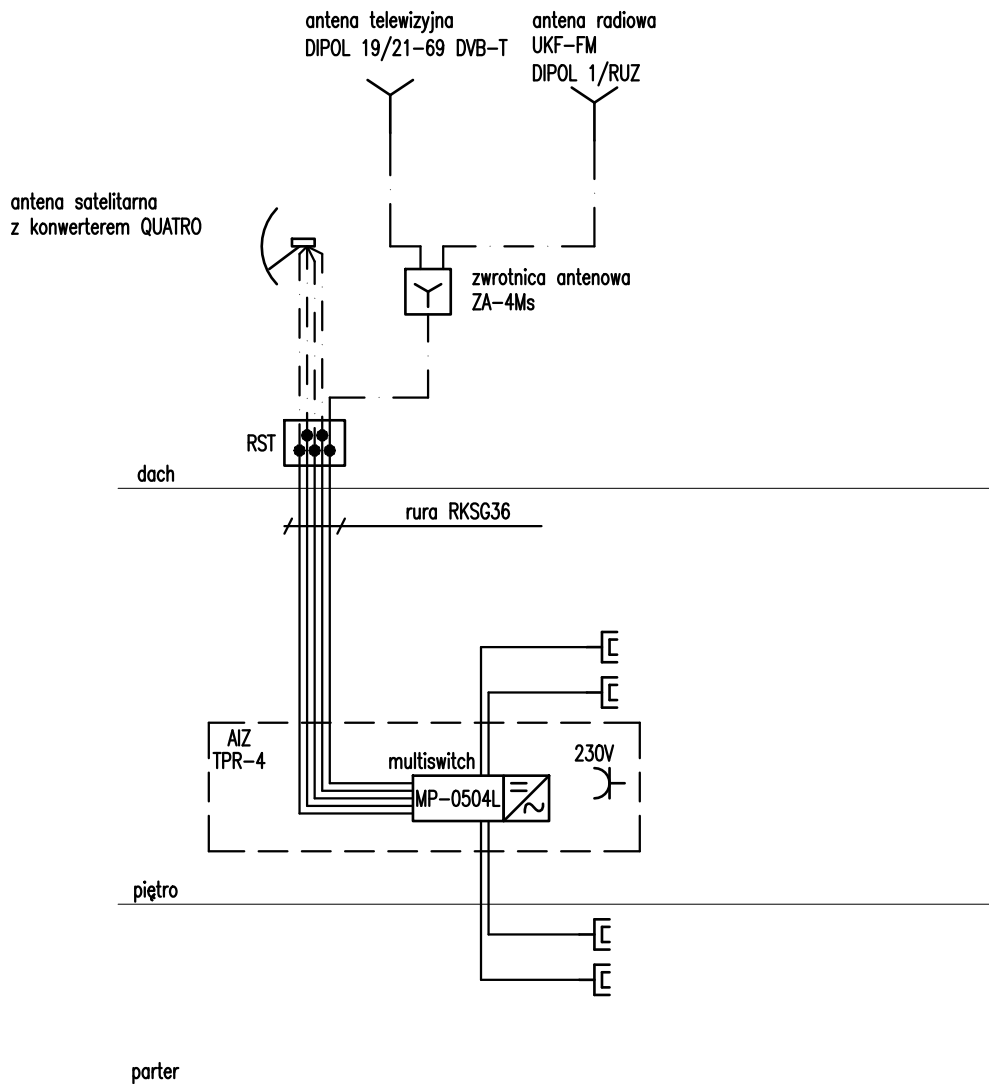 antena telewizyjna
DIPOL 19/21-69 DVB-T
antena radiowa
UKF-FM
DIPOL 1/RUZ
antena satelitarna
z konwerterem QUATRO
zwrotnica antenowa
ZA-4Ms
RST
dach
rura RKSG36
AIZ
TPR-4
multiswitch
230V
MP-0504L
piętro
parter